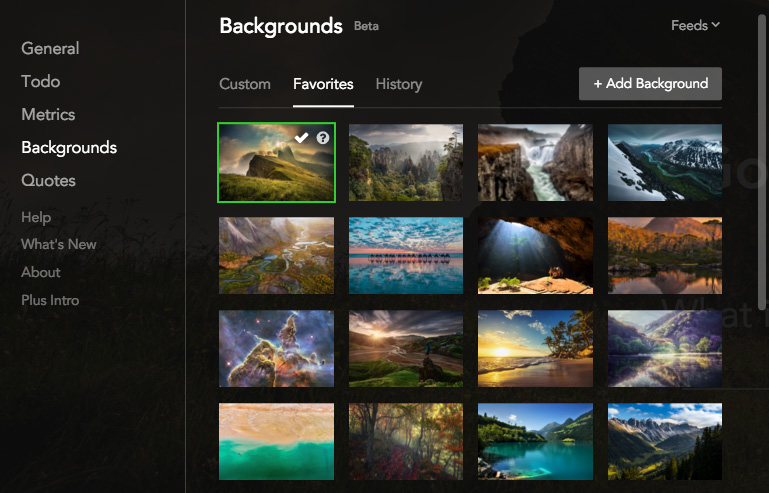 General
Todo
Metrics
Backgrounds
Quotes
Help
What's New
About
Plus Intro
Backgrounds Beta
Feeds
Custom Favorites History
+ Add Background
What